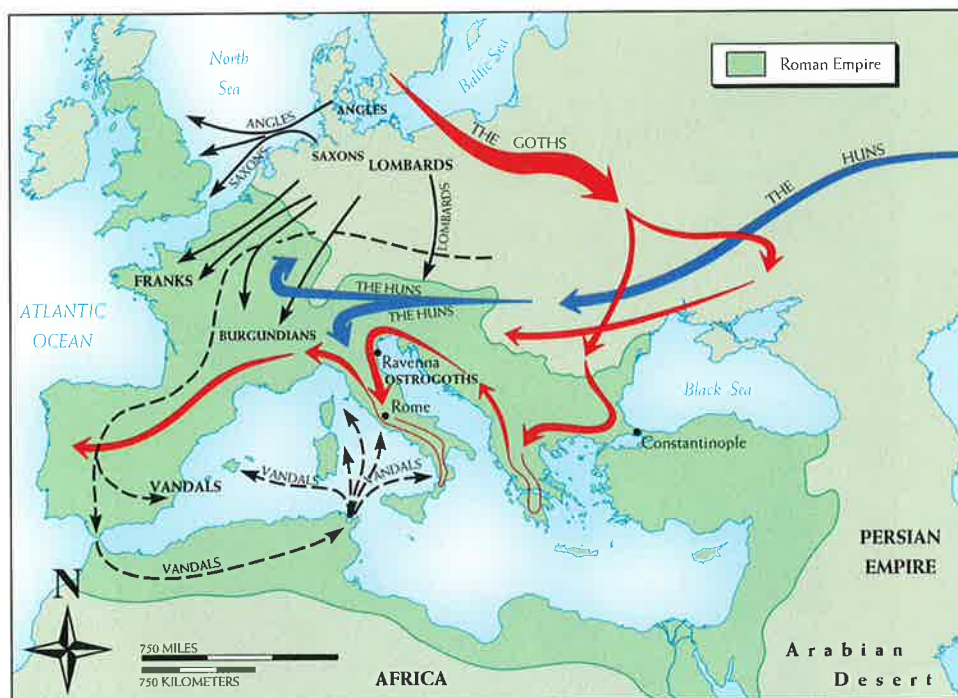 North
Sea
Baltic Sea
Roman Empire
ANGLES
ANGLES
SAXONS
SAXONS
LOMBARDS
LOMBARDS
THE GOTHS
THE HUNS
FRANKS
THE HUNS
THE HUNS
ATLANTIC
OCEAN
BURGUNDIANS
Ravenna
OSTROGOTHS
Rome
Black Sea
Constantinople
VANDALS
VANDALS
VANDALS
VANDALS
PERSIAN
EMPIRE
N
750 MILES
750 KILOMETERS
AFRICA
Arabian
Desert